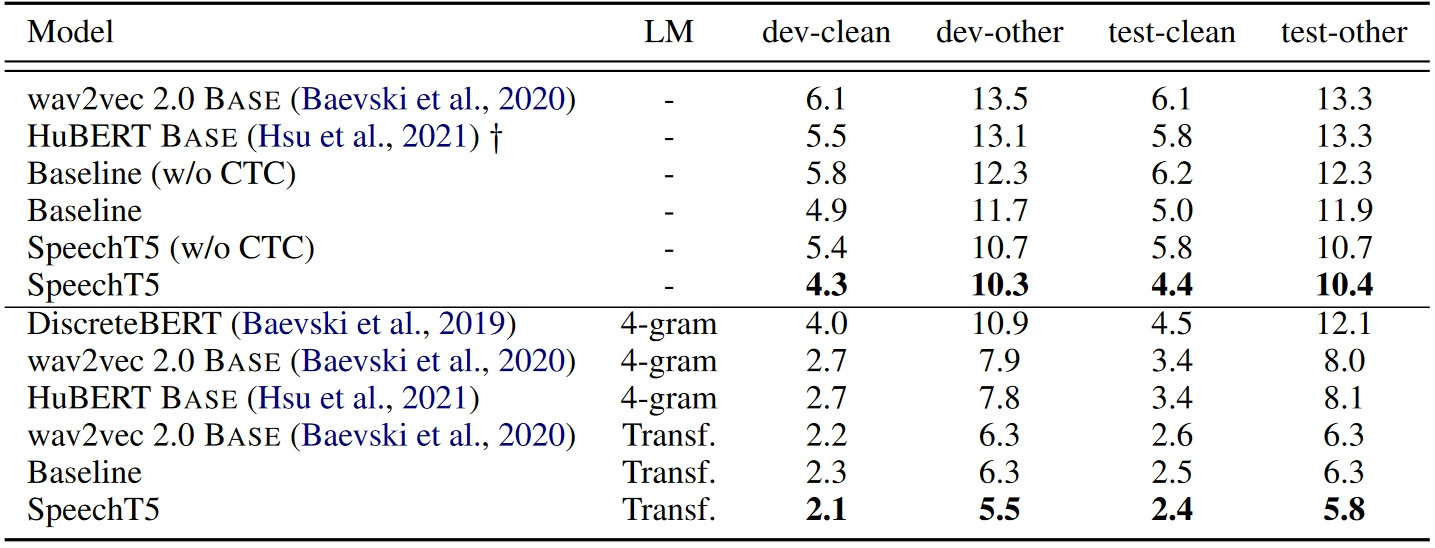 Model LM dev-clean dev-other test-clean test-other
wav2vec 2.0 BASE (Baevski et al., 2020) - 6.1 13.5 6.1 13.3
HuBERT BASE (Hsu et al., 2021) † - 5.5 13.1 5.8 13.3
Baseline (w/o CTC) - 5.8 12.3 6.2 12.3
Baseline - 4.9 11.7 5.0 11.9
SpeechT5 (w/o CTC) - 5.4 10.7 5.8 10.7
SpeechT5 - 4.3 10.3 4.4 10.4
DiscreteBERT (Baevski et al., 2019) 4-gram 4.0 10.9 4.5 12.1
wav2vec 2.0 BASE (Baevski et al., 2020) 4-gram 2.7 7.9 3.4 8.0
HuBERT BASE (Hsu et al., 2021) 4-gram 2.7 7.8 3.4 8.1
wav2vec 2.0 BASE (Baevski et al., 2020) Transf. 2.2 6.3 2.6 6.3
Baseline Transf. 2.3 6.3 2.5 6.3
SpeechT5 Transf. 2.1 5.5 2.4 5.8